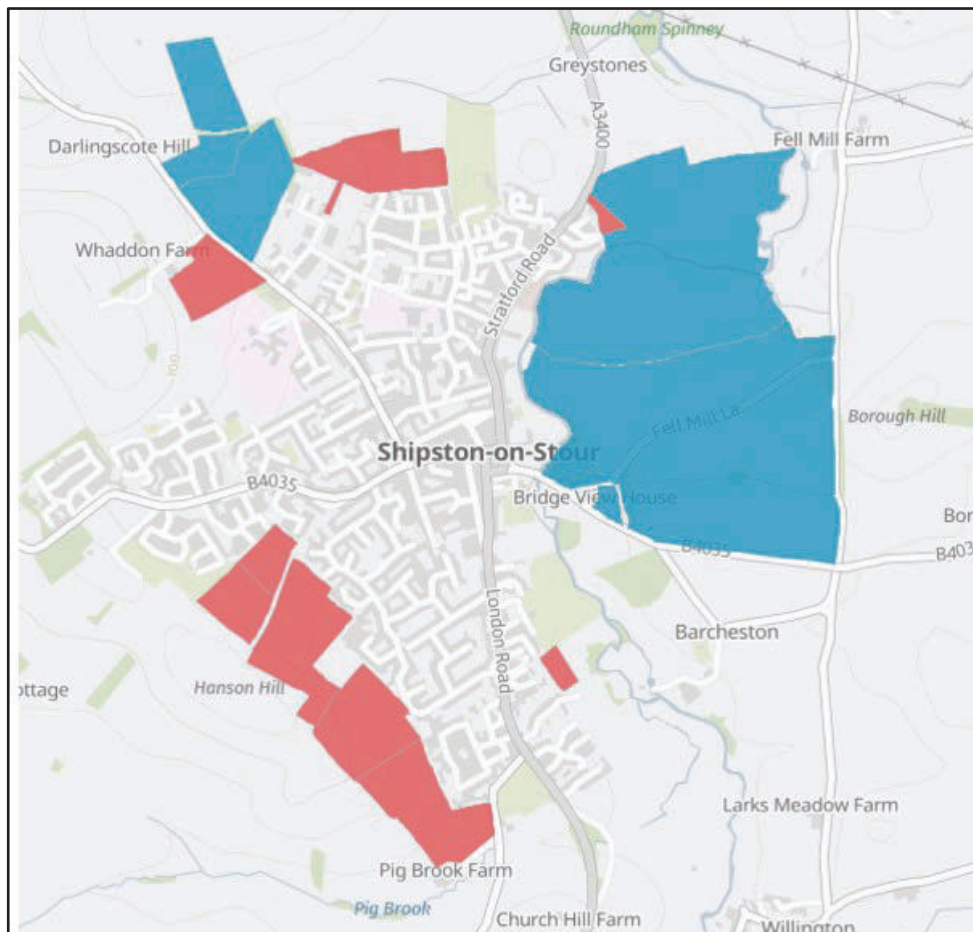 Roundham Spinney
Greystones
A3400
Fell Mill Farm
Darlingscote Hill
Whaddon Farm
Stratford Road
100
Borough Hill
Fell Mill La.
Shipston-on-Stour
B4035
Bridge View House
Bor
B4035
B403
London Road
Barcheston
ottage
Hanson Hill
Larks Meadow Farm
Pig Brook Farm
Pig Brook
Church Hill Farm
Willington